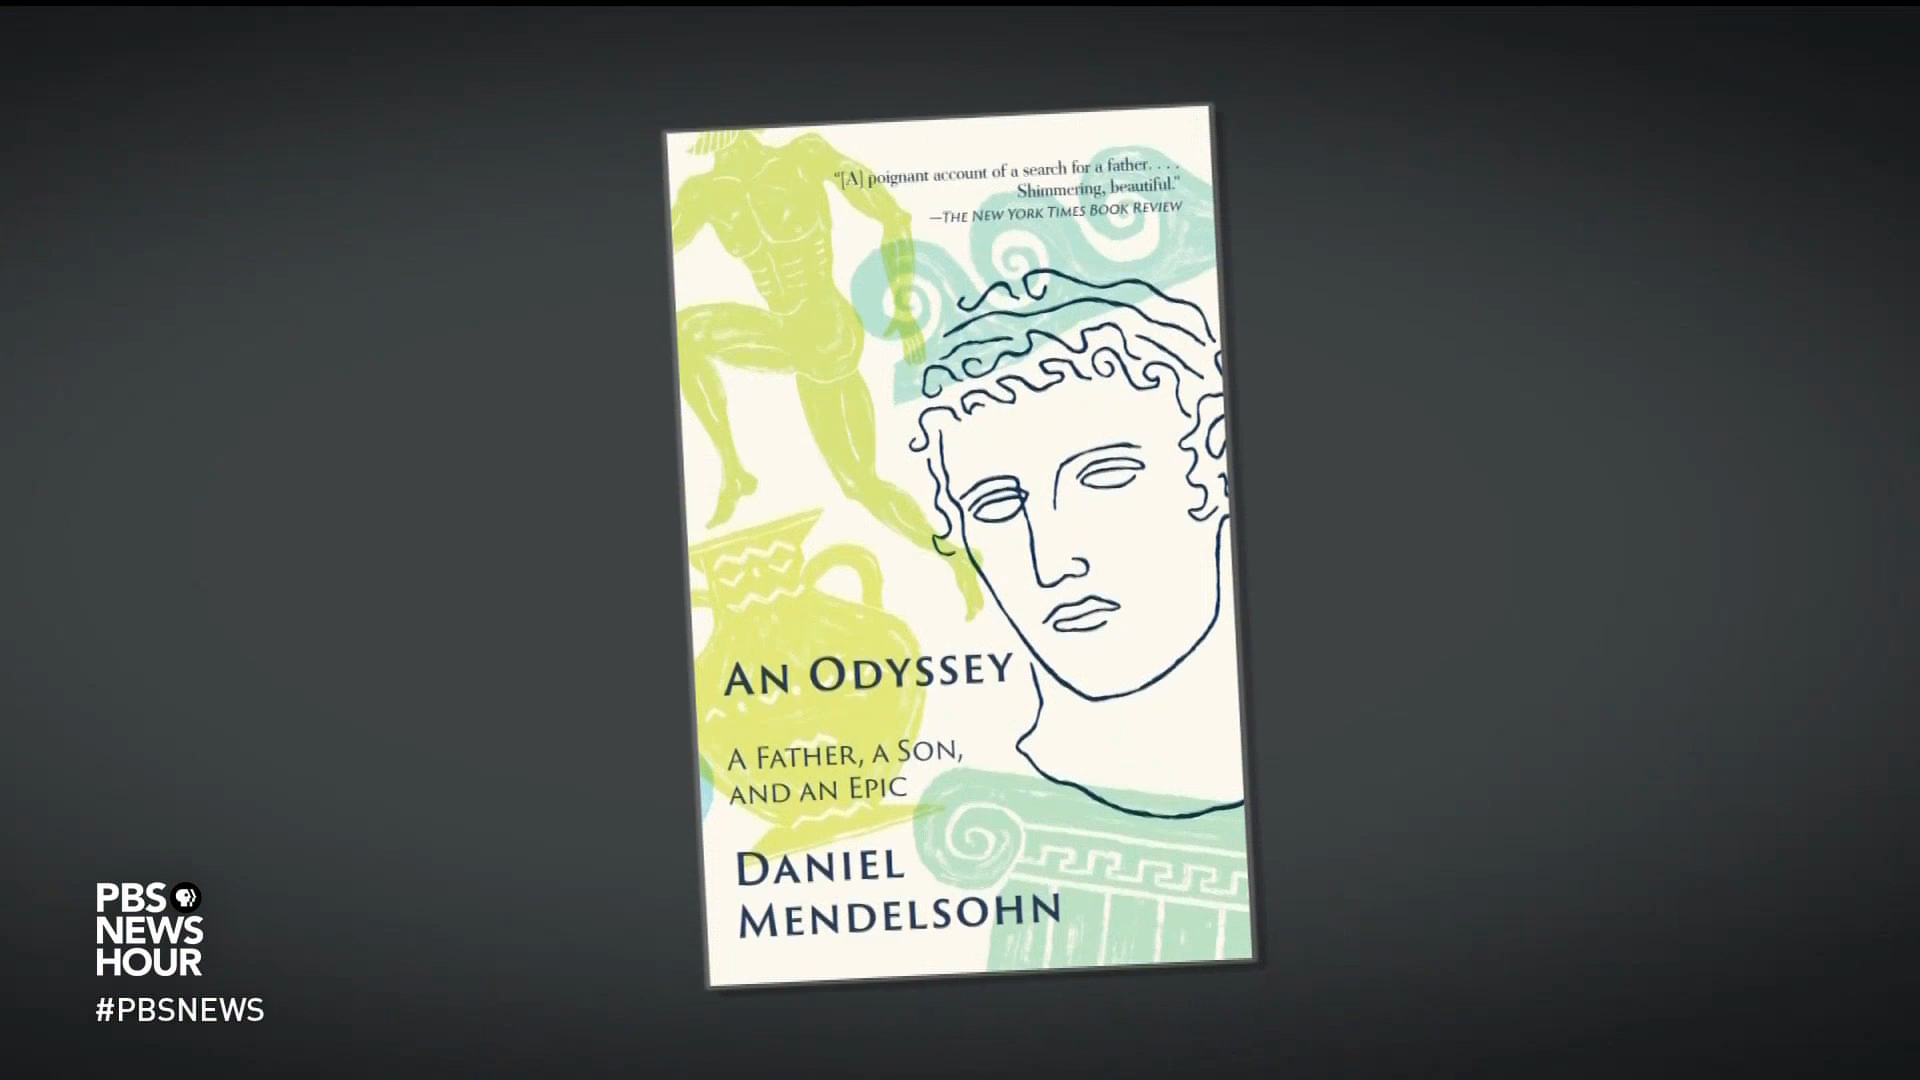 “[A] poignant account of a search for a father. . . .
Shimmering, beautiful.”
—THE NEW YORK TIMES BOOK REVIEW
AN ODYSSEY
A FATHER, A SON,
AND AN EPIC
DANIEL
MENDELSOHN
PBS
NEWS
HOUR
#PBSNEWS